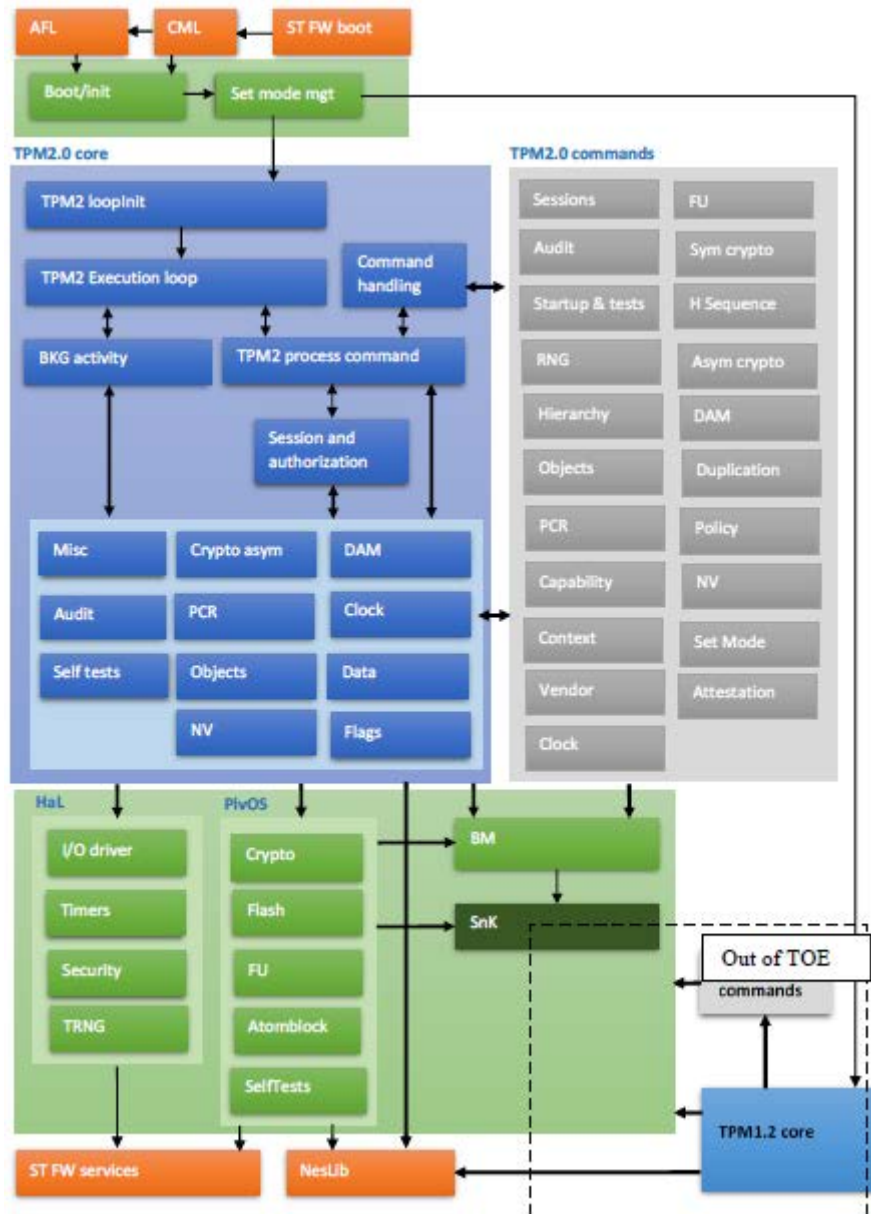 AFL
CML
ST FW boot
Boot/init
Set mode mgt
TPM2.0 core
TPM2 loopInit
TPM2 Execution loop
Command
handling
BKG activity
TPM2 process command
Session and
authorization
Misc
Crypto asym
DAM
Audit
PCR
Clock
Self tests
Objects
Data
NV
Flags
TPM2.0 commands
Sessions
FU
Audit
Sym crypto
Startup & tests
H Sequence
RNG
Asym crypto
Hierarchy
DAM
Objects
Duplication
PCR
Policy
Capability
NV
Context
Set Mode
Vendor
Attestation
Clock
HaL
I/O driver
Timers
Security
TRNG
PivOS
Crypto
Flash
FU
Atomblock
SelfTests
BM
SnK
Out of TOE
commands
TPM1.2 core
ST FW services
NesLib